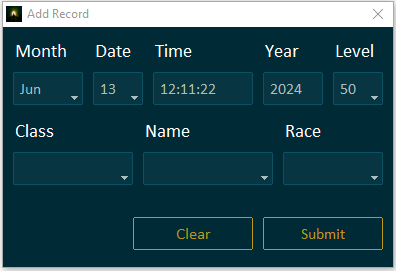 Add Record
Month Date Time Year Level
Jun 13 12:11:22 2024 50
Class Name Race
Clear Submit